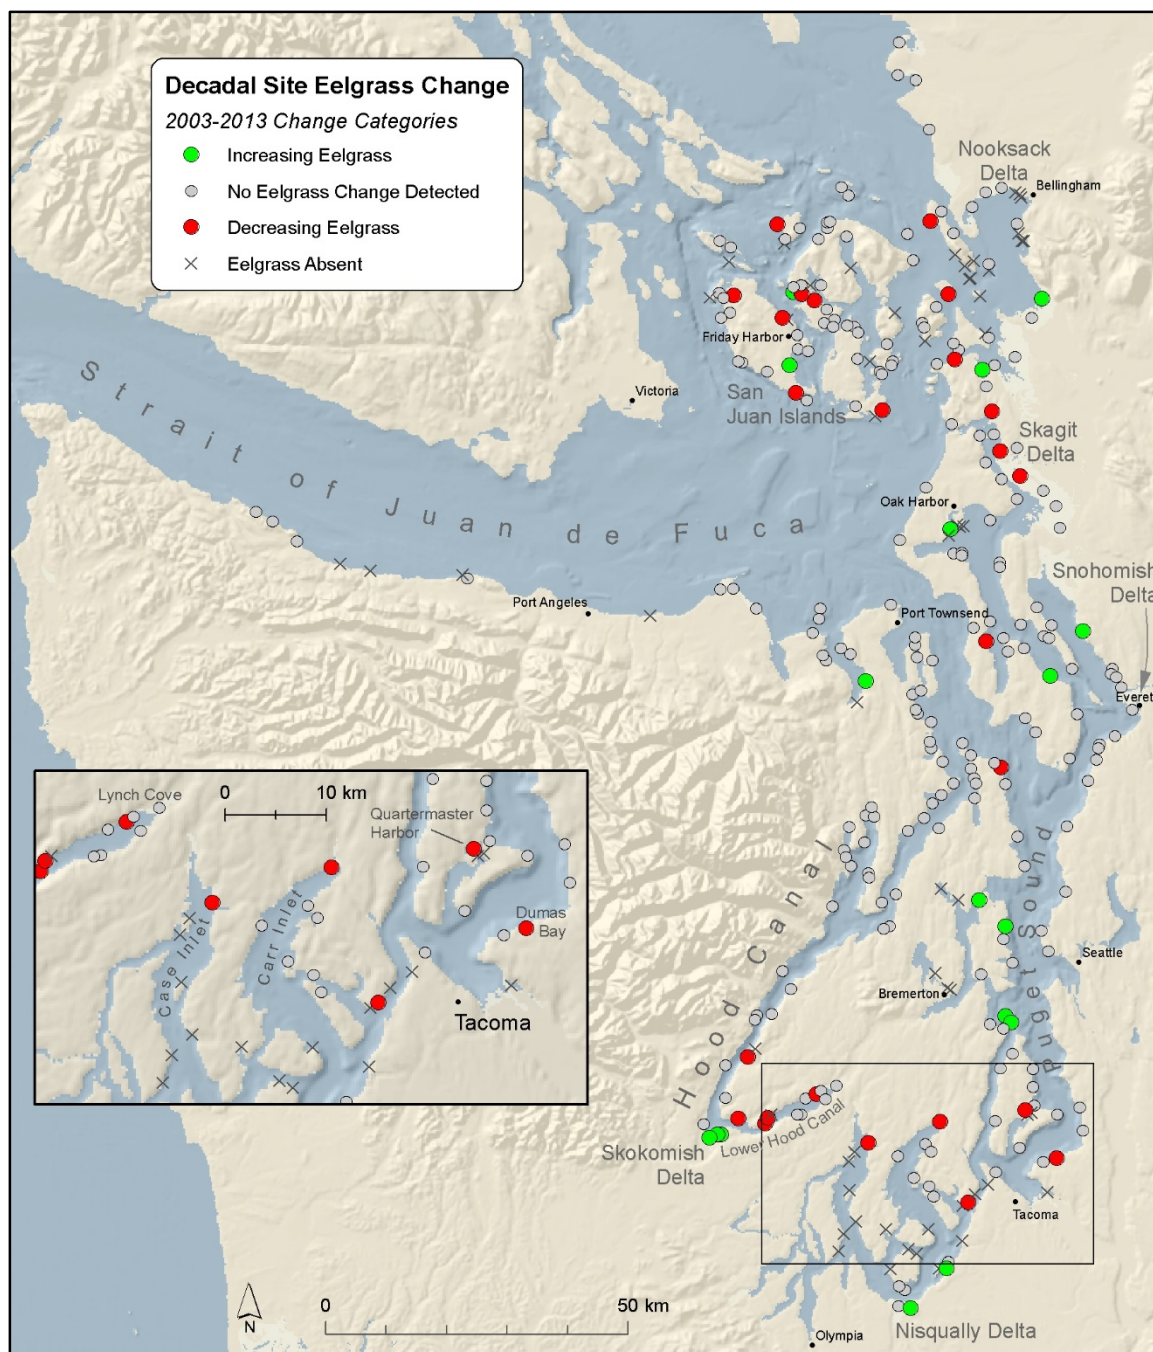 Decadal Site Eelgrass Change
2003-2013 Change Categories
Increasing Eelgrass
No Eelgrass Change Detected
Decreasing Eelgrass
Eelgrass Absent
Nooksack
Delta
Bellingham
Friday Harbor
Victoria
San
Juan Islands
Skagit
Delta
Strait of Juan de Fuca
Oak Harbor
Snohomish
Delta
Port Angeles
Port Townsend
Everet
Lynch Cove
0 10 km
Quartermaster
Harbor
Case Inlet
Carr Inlet
Dumas
Bay
Tacoma
Hood Canal
Puget Sound
Seattle
Bremerton
Lower Hood Canal
Skokomish
Delta
Tacoma
N
0 50 km
Nisqually Delta
Olympia